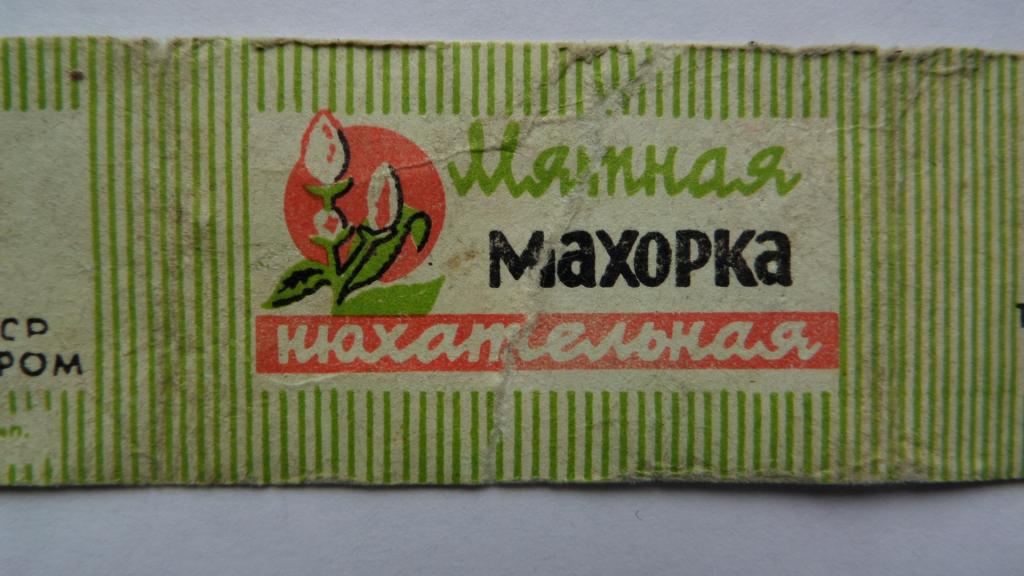 Мятная
махорка
нюхательная
СР
РОМ